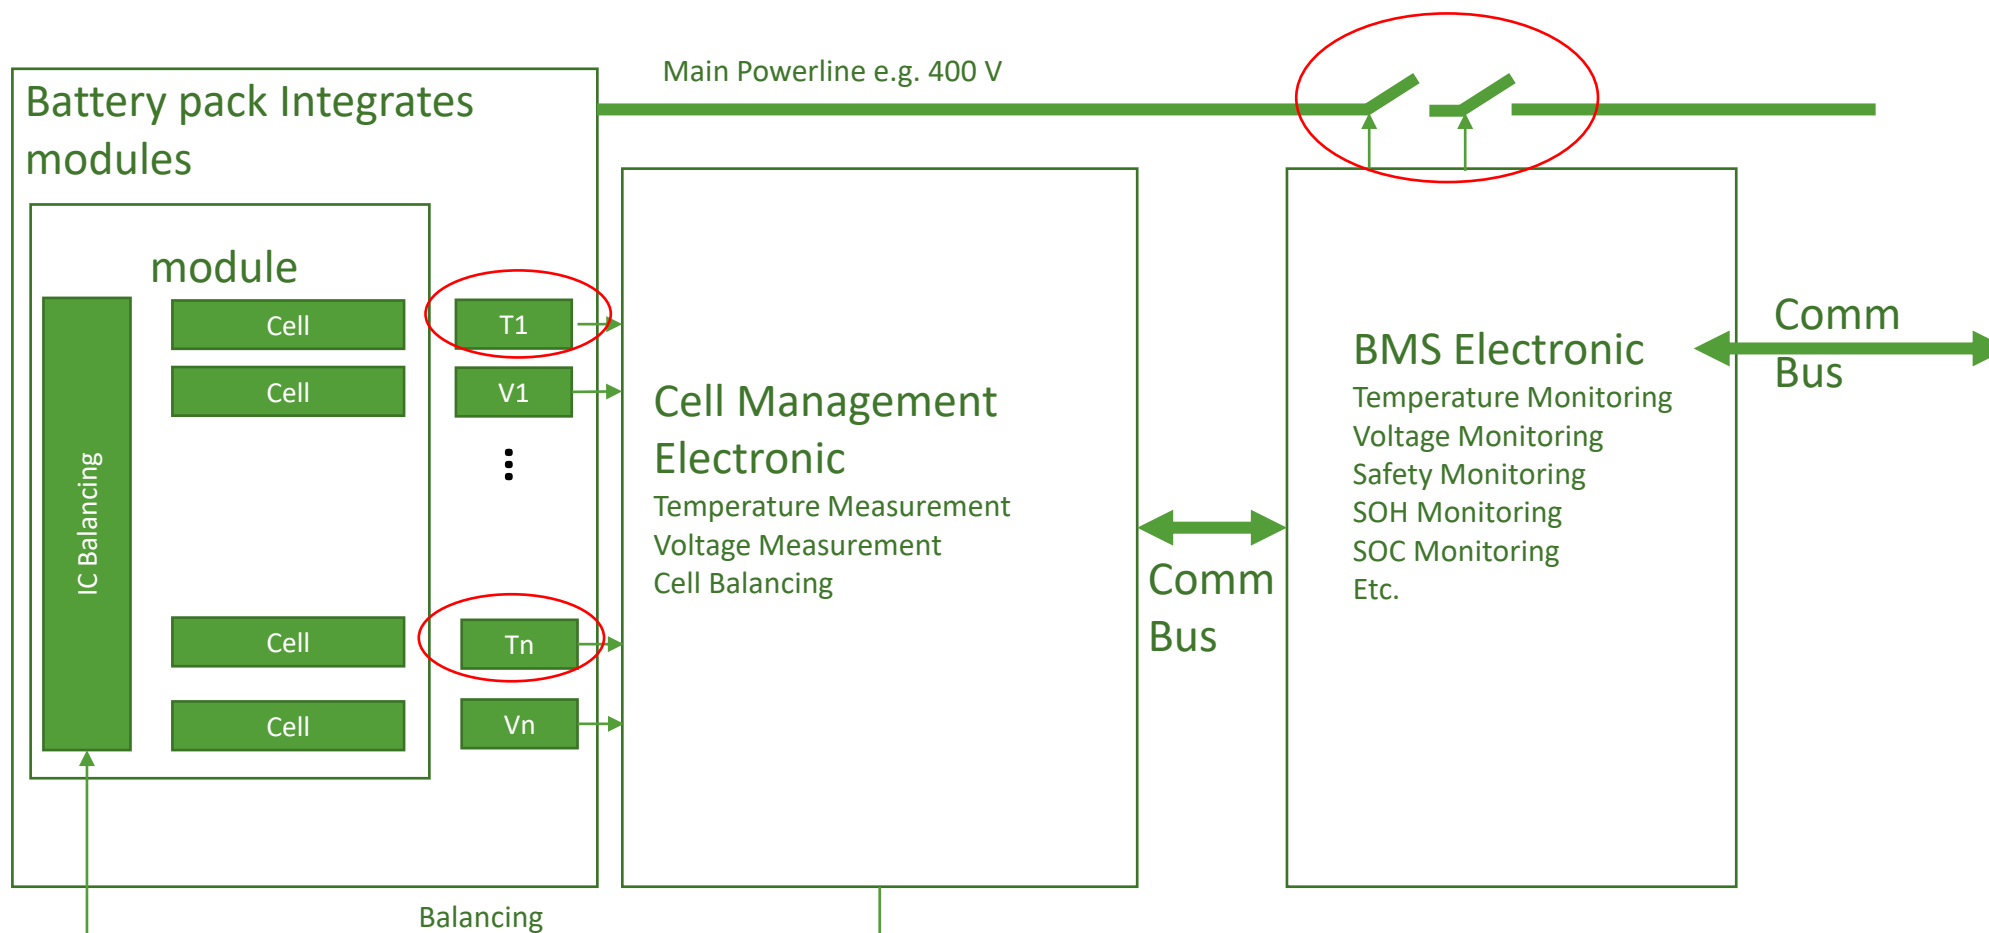 Main Powerline e.g. 400 V
Battery pack Integrates
modules
module
Cell
T1
Cell
V1
IC Balancing
Cell
Tn
Cell
Vn
Balancing
Cell Management
Electronic
Temperature Measurement
Voltage Measurement
Cell Balancing
Comm
Bus
BMS Electronic
Temperature Monitoring
Voltage Monitoring
Safety Monitoring
SOH Monitoring
SOC Monitoring
Etc.
Comm
Bus